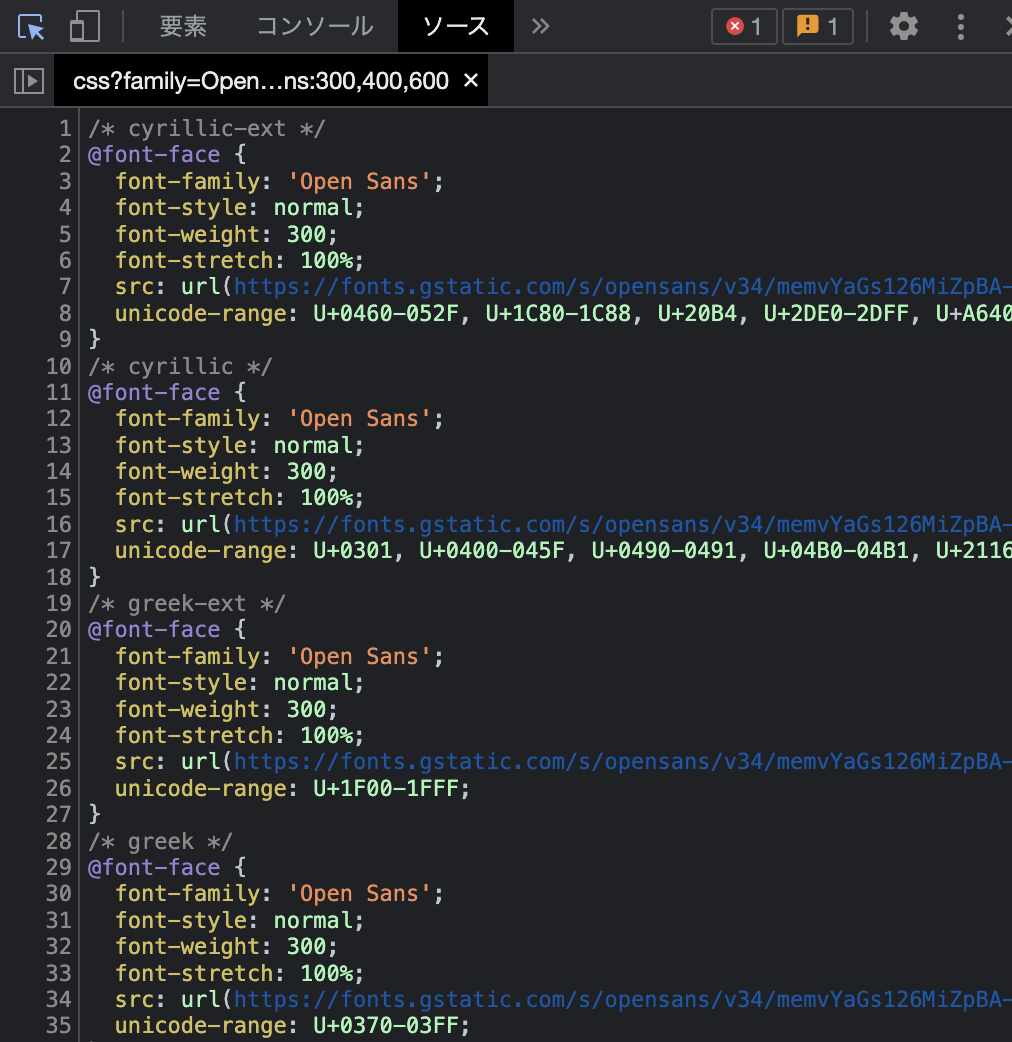 要素 コンソール ソース » 1 1
css?family=Open...ns:300,400,600 ×
1 /* cyrillic-ext */
2 @font-face {
3 font-family: 'Open Sans';
4 font-style: normal;
5 font-weight: 300;
6 font-stretch: 100%;
7 src: url(https://fonts.gstatic.com/s/opensans/v34/memvYaGs126MiZpBA-
8 unicode-range: U+0460-052F, U+1C80-1C88, U+20B4, U+2DE0-2DFF, U+A640
9 }
10 /* cyrillic */
11 @font-face {
12 font-family: 'Open Sans';
13 font-style: normal;
14 font-weight: 300;
15 font-stretch: 100%;
16 src: url(https://fonts.gstatic.com/s/opensans/v34/memvYaGs126MiZpBA-
17 unicode-range: U+0301, U+0400-045F, U+0490-0491, U+04B0-04B1, U+2116
18 }
19 /* greek-ext */
20 @font-face {
21 font-family: 'Open Sans';
22 font-style: normal;
23 font-weight: 300;
24 font-stretch: 100%;
25 src: url(https://fonts.gstatic.com/s/opensans/v34/memvYaGs126MiZpBA-
26 unicode-range: U+1F00-1FFF;
27 }
28 /* greek */
29 @font-face {
30 font-family: 'Open Sans';
31 font-style: normal;
32 font-weight: 300;
33 font-stretch: 100%;
34 src: url(https://fonts.gstatic.com/s/opensans/v34/memvYaGs126MiZpBA-
35 unicode-range: U+0370-03FF;